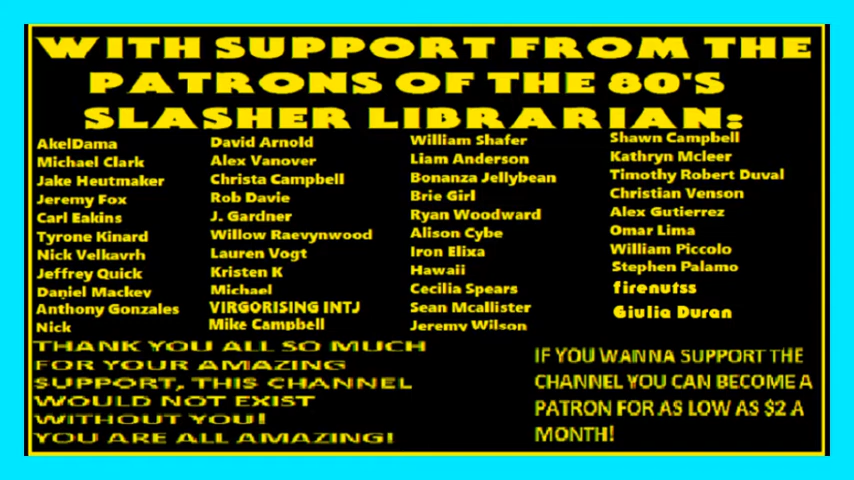 WITH SUPPORT FROM THE
PATRONS OF THE 80'S
SLASHER LIBRARIAN:
AkelDama
Michael Clark
Jake Heutmaker
Jeremy Fox
Carl Eakins
Tyrone Kinard
Nick Velkavrh
Jeffrey Quick
Daniel Mackey
Anthony Gonzales
Nick
David Arnold
Alex Vanover
Christa Campbell
Rob Davie
J. Gardner
Willow Raevynwood
Lauren Vogt
Kristen K
Michael
VIRGORISING INTJ
Mike Campbell
William Shafer
Liam Anderson
Bonanza Jellybean
Brie Girl
Ryan Woodward
Alison Cybe
Iron Elixa
Hawaii
Cecilia Spears
Sean Mcallister
Jeremy Wilson
Shawn Campbell
Kathryn Mcleer
Timothy Robert Duval
Christian Venson
Alex Gutierrez
Omar Lima
William Piccolo
Stephen Palamo
firenutss
Giulia Duran
THANK YOU ALL SO MUCH
FOR YOUR AMAZING
SUPPORT, THIS CHANNEL
WOULD NOT EXIST
WITHOUT YOU!
YOU ARE ALL AMAZING!
IF YOU WANNA SUPPORT THE
CHANNEL YOU CAN BECOME A
PATRON FOR AS LOW AS $2 A
MONTH!